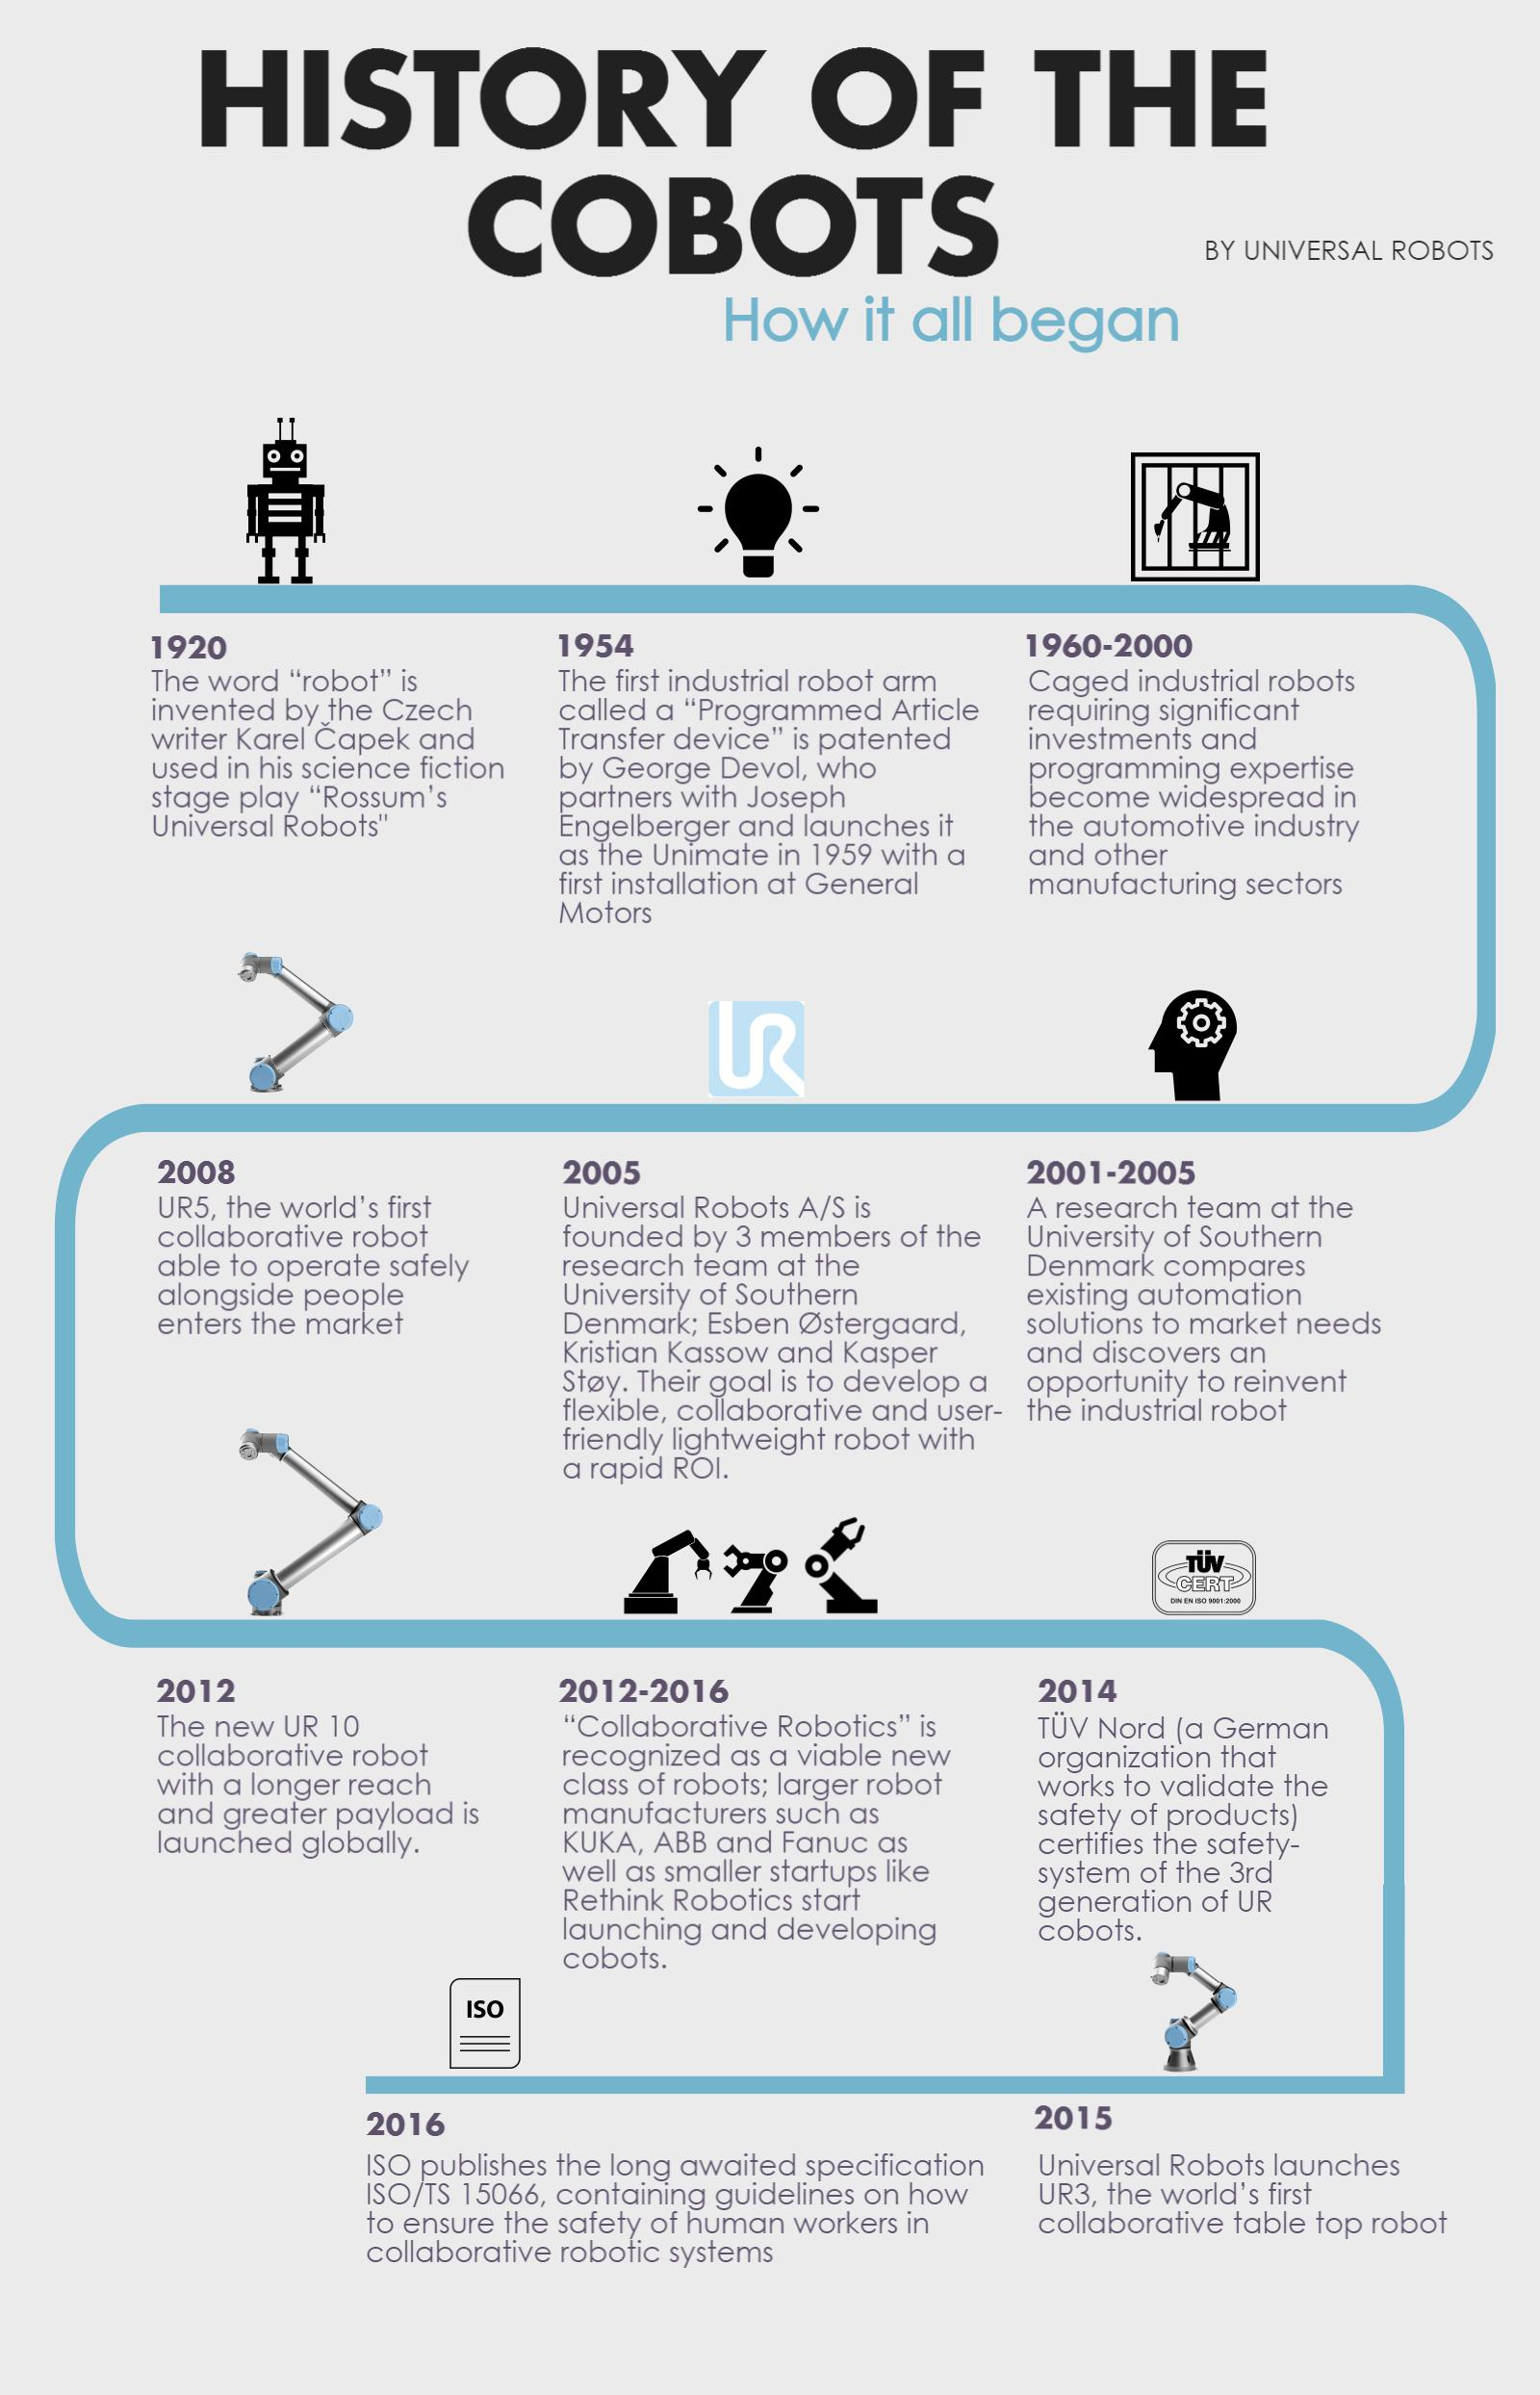 HISTORY OF THE
COBOTS
BY UNIVERSAL ROBOTS
How it all began
1920
The word “robot” is
invented by the Czech
writer Karel Čapek and
used in his science fiction
stage play “Rossum's
Universal Robots"
1954
The first industrial robot arm
called a “Programmed Article
Transfer device” is patented
by George Devol, who
partners with Joseph
Engelberger and launches it
as the Unimate in 1959 with a
first installation at General
Motors
1960-2000
Caged industrial robots
requiring significant
investments and
programming expertise
become widespread in
the automotive industry
and other
manufacturing sectors
UR
2001-2005
A research team at the
University of Southern
Denmark compares
existing automation
solutions to market needs
and discovers an
opportunity to reinvent
the industrial robot
2005
Universal Robots A/S is
founded by 3 members of the
research team at the
University of Southern
Denmark; Esben Østergaard,
Kristian Kassow and Kasper
Støy. Their goal is to develop a
flexible, collaborative and user-
friendly lightweight robot with
a rapid ROI.
2008
UR5, the world's first
collaborative robot
able to operate safely
alongside people
enters the market
2012
The new UR 10
collaborative robot
with a longer reach
and greater payload is
launched globally.
2012-2016
“Collaborative Robotics” is
recognized as a viable new
class of robots; larger robot
manufacturers such as
KUKA, ABB and Fanuc as
well as smaller startups like
Rethink Robotics start
launching and developing
cobots.
TÜV
CERT
DIN EN ISO 9001:2000
2014
TÜV Nord (a German
organization that
works to validate the
safety of products)
certifies the safety-
system of the 3rd
generation of UR
cobots.
2015
Universal Robots launches
UR3, the world's first
collaborative table top robot
ISO
2016
ISO publishes the long awaited specification
ISO/TS 15066, containing guidelines on how
to ensure the safety of human workers in
collaborative robotic systems